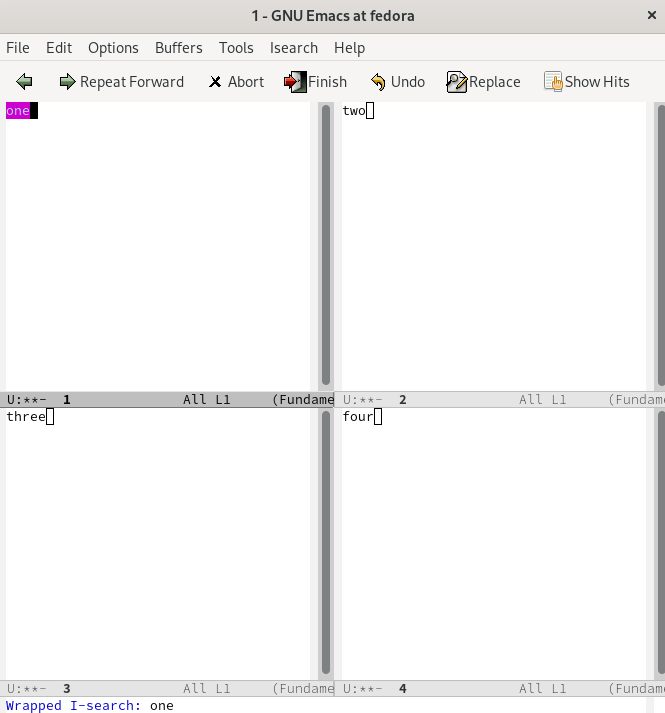 1 - GNU Emacs at fedora ×
File Edit Options Buffers Tools Isearch Help
Repeat Forward Abort Finish Undo Replace Show Hits
one
two
U:**- 1 All L1 (Fundame
U:**- 2 All L1 (Fundame
three
four
U:**- 3 All L1 (Fundame
U:**- 4 All L1 (Fundame
Wrapped I-search: one